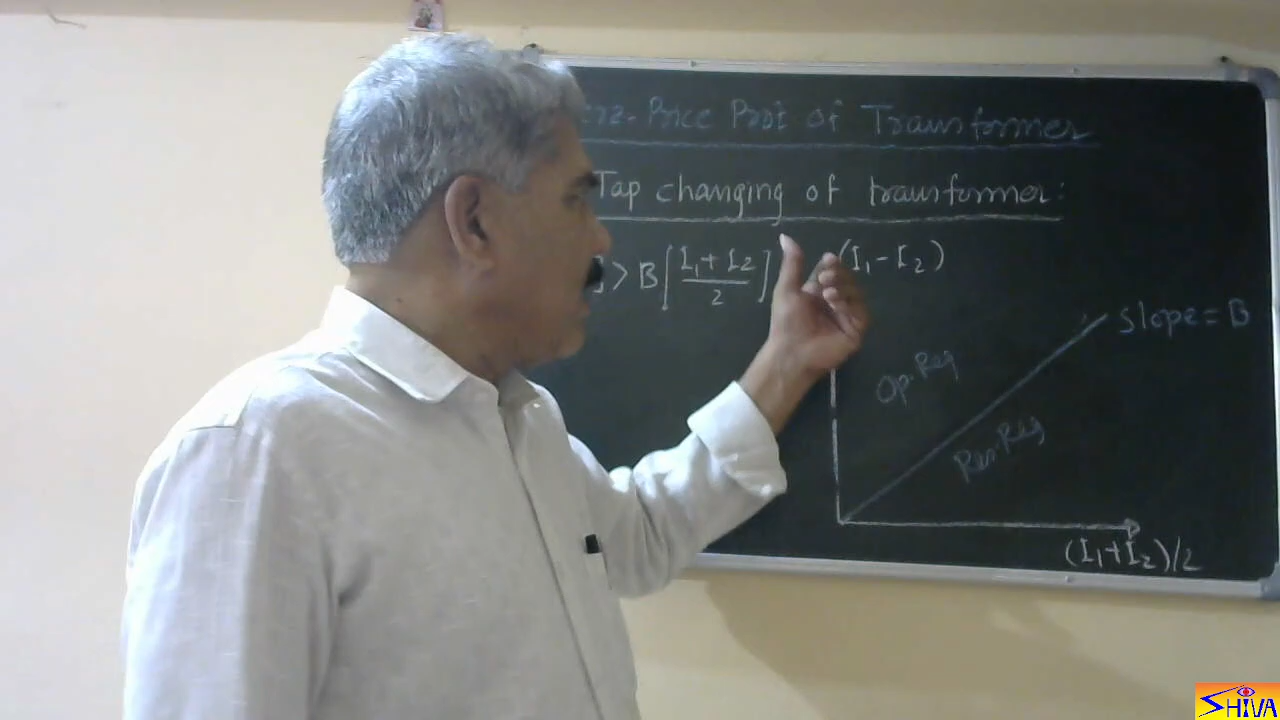 Price Prot of Transformer
Tap changing of transformer:
] > B[(I₁ + I₂)/2]
(I₁ - I₂)
Slope = B
Op. Reg
Res. Reg
(I₁+I₂)/2
SHIVA